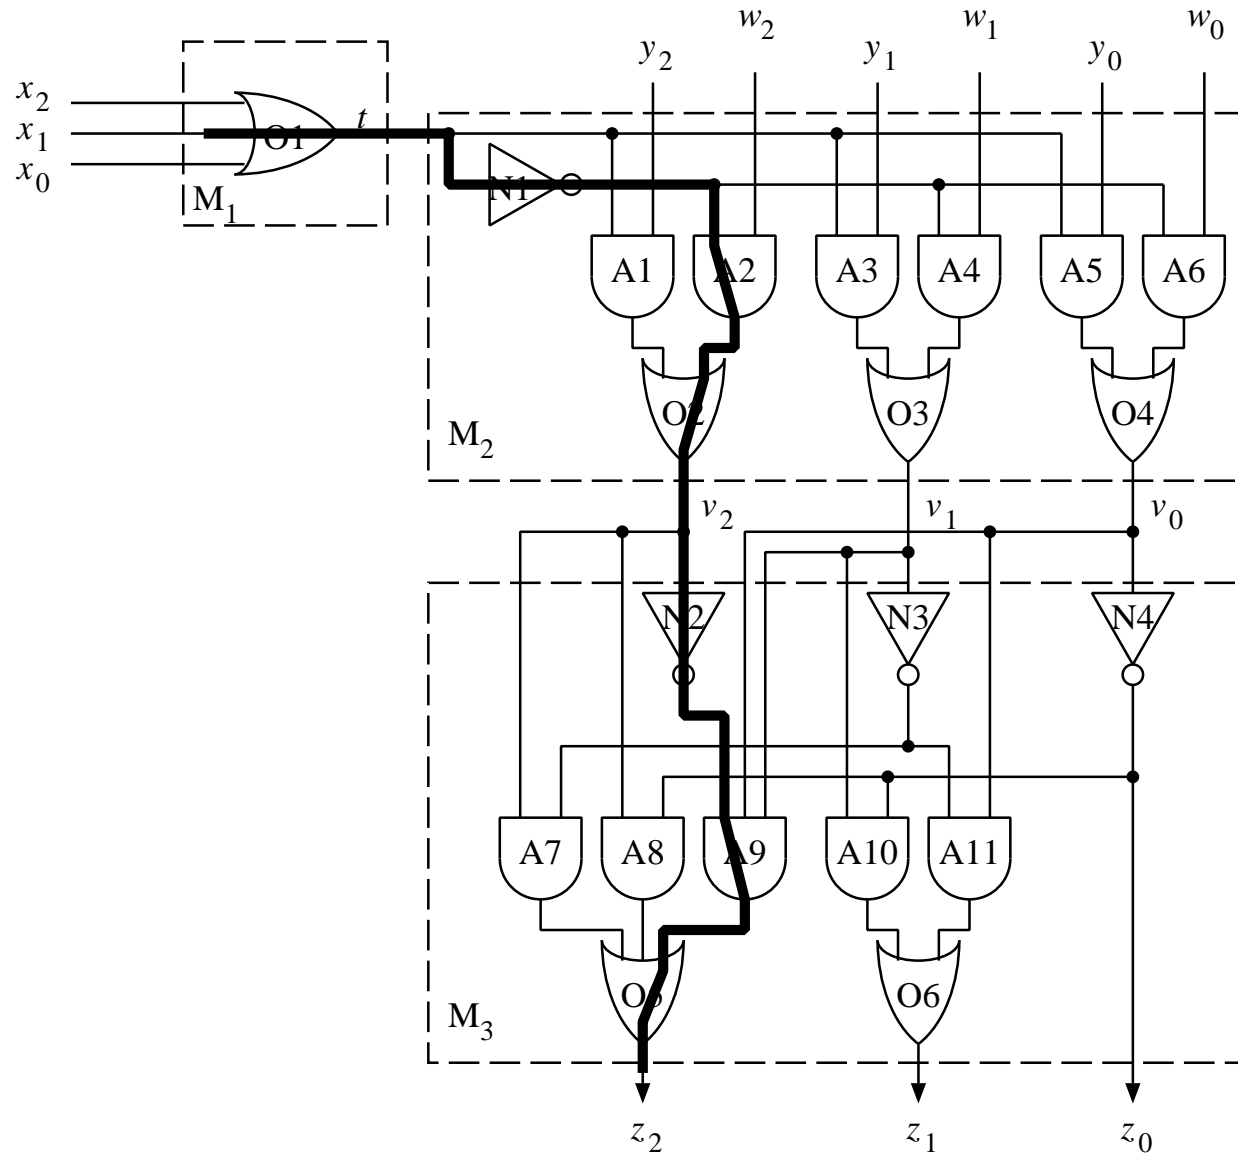 w₂ w₁ w₀
y₂ y₁ y₀
x₂
x₁ O1 t
x₀
M₁ N1
A1 A2 A3 A4 A5 A6
O2 O3 O4
M₂
v₂ v₁ v₀
N2 N3 N4
A7 A8 A9 A10 A11
O5 O6
M₃
z₂ z₁ z₀